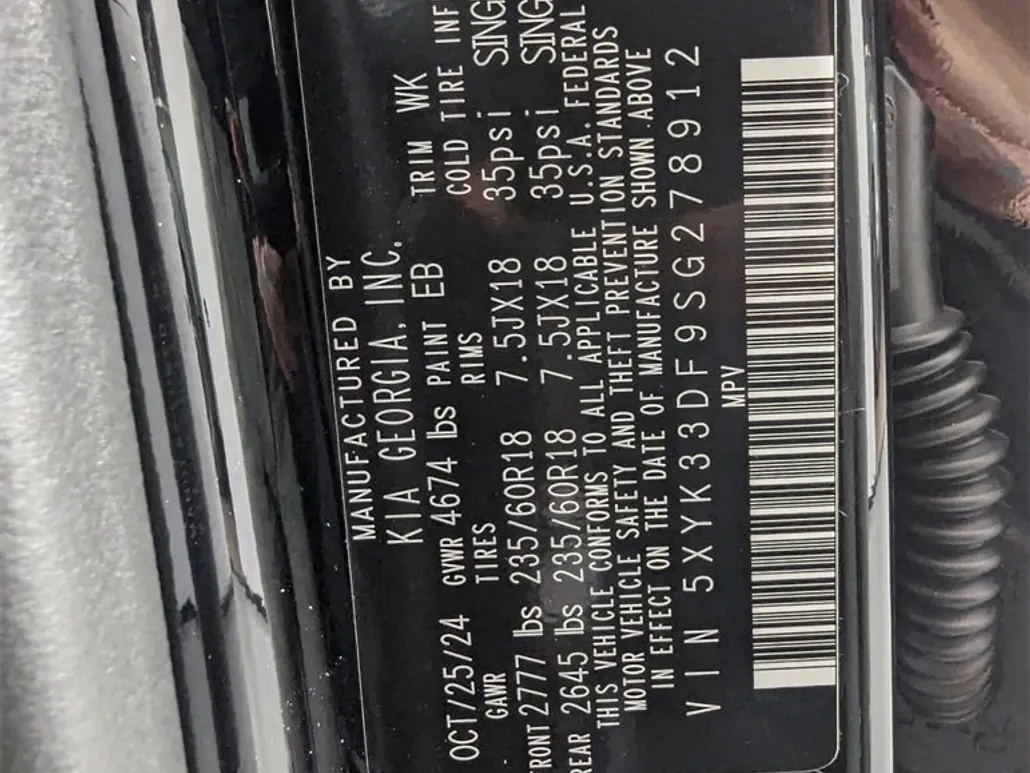 MANUFACTURED BY
KIA GEORGIA, INC.
OCT/25/24 GVWR 4674 lbs PAINT EB TRIM WK
GAWR TIRES RIMS COLD TIRE INF
RONT 2777 lbs 235/60R18 7.5JX18 35psi SING
REAR 2645 lbs 235/60R18 7.5JX18 35psi SING
THIS VEHICLE CONFORMS TO ALL APPLICABLE U.S.A. FEDERAL
MOTOR VEHICLE SAFETY AND THEFT PREVENTION STANDARDS
IN EFFECT ON THE DATE OF MANUFACTURE SHOWN ABOVE
VIN 5XYK33DF9SG278912
MPV